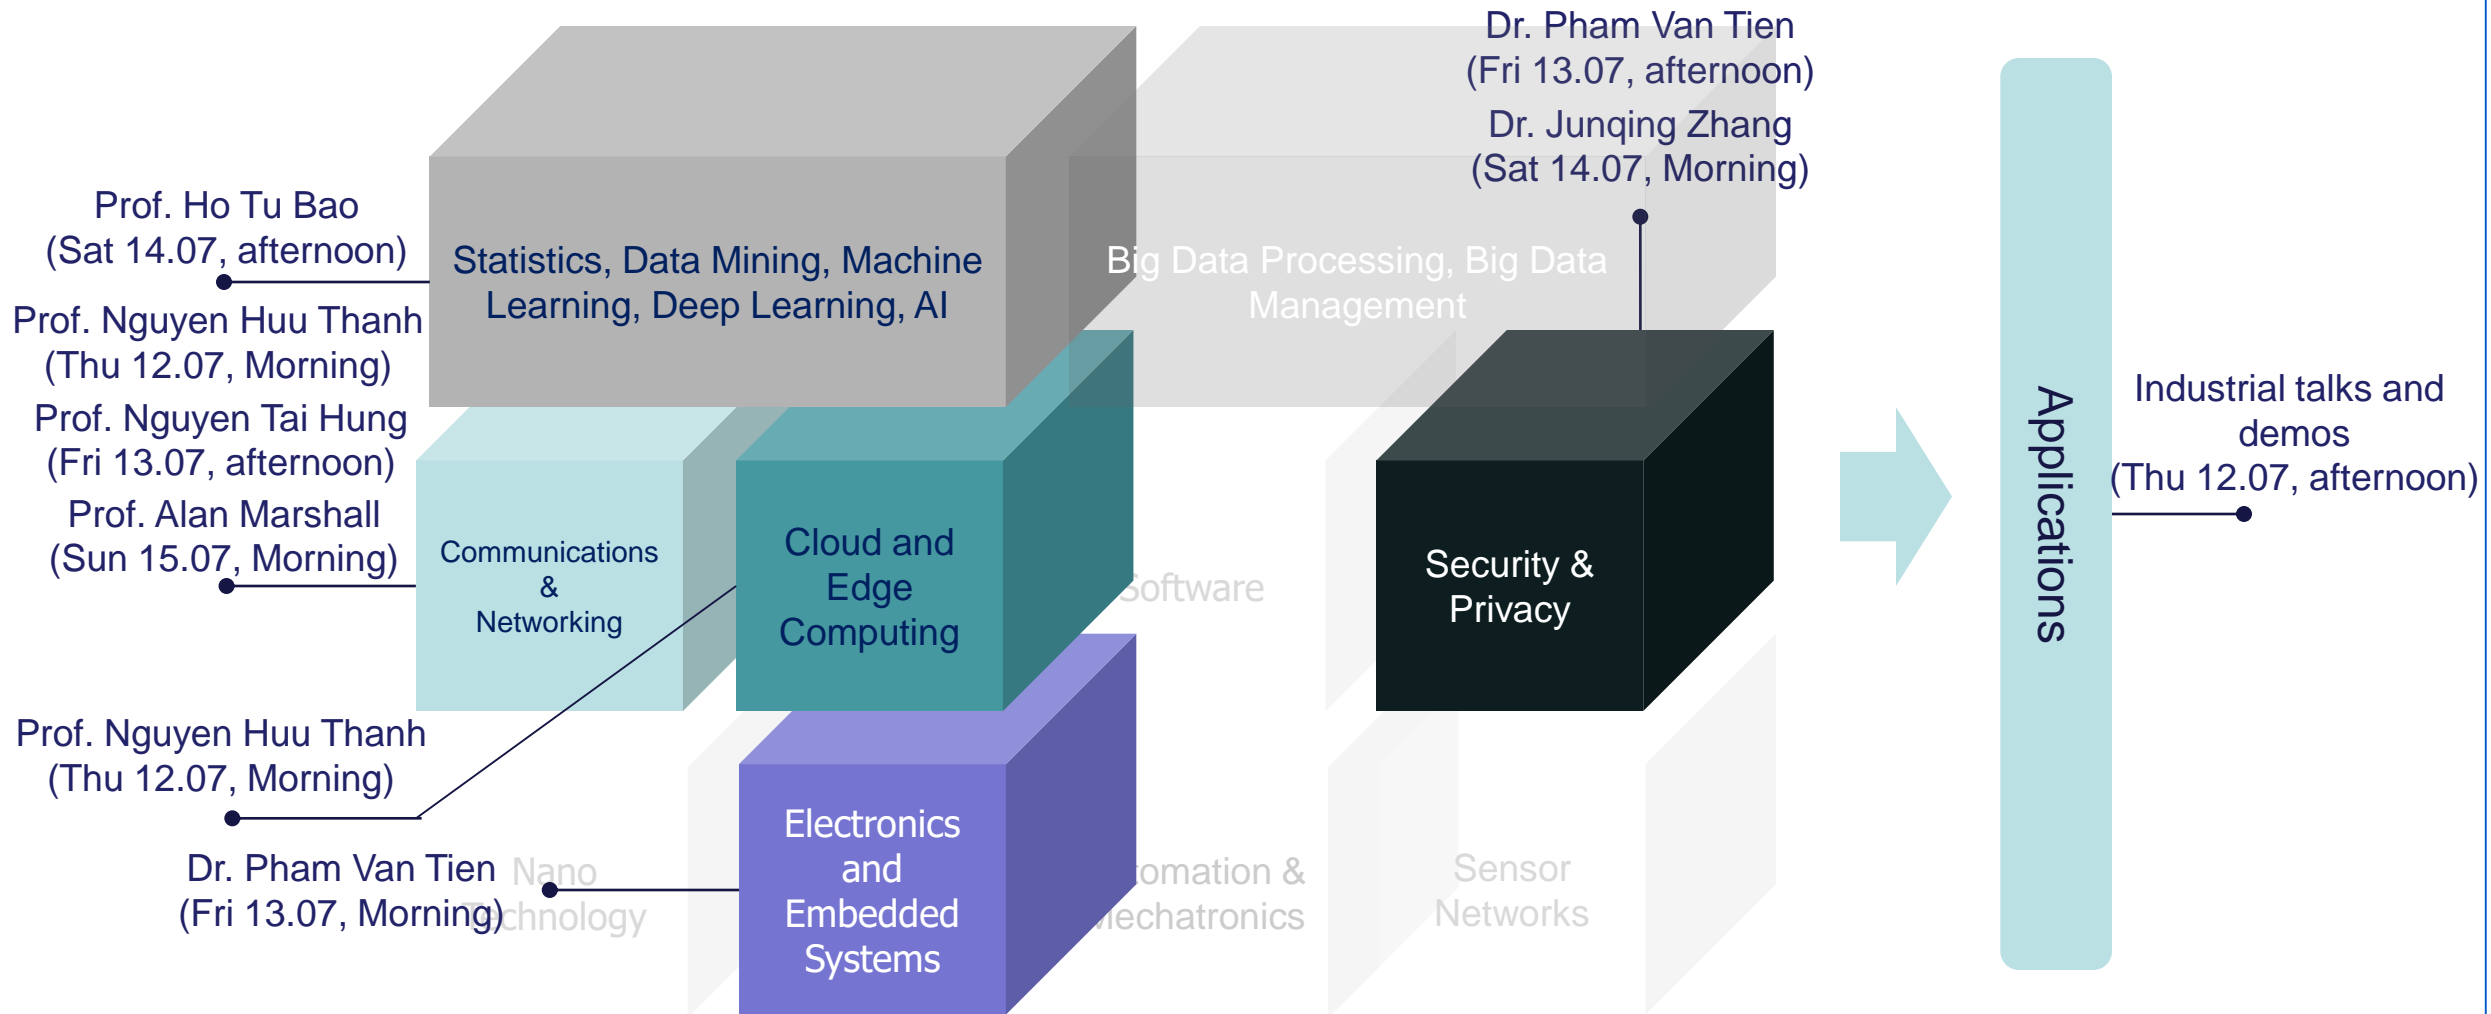 Dr. Pham Van Tien
(Fri 13.07, afternoon)
Dr. Junqing Zhang
(Sat 14.07, Morning)
Prof. Ho Tu Bao
(Sat 14.07, afternoon)
Statistics, Data Mining, Machine
Learning, Deep Learning, AI
Big Data Processing, Big Data
Management
Prof. Nguyen Huu Thanh
(Thu 12.07, Morning)
Prof. Nguyen Tai Hung
(Fri 13.07, afternoon)
Prof. Alan Marshall
(Sun 15.07, Morning)
Communications
&
Networking
Cloud and
Edge
Computing
Software
Security &
Privacy
Applications
Industrial talks and
demos
(Thu 12.07, afternoon)
Prof. Nguyen Huu Thanh
(Thu 12.07, Morning)
Dr. Pham Van Tien
(Fri 13.07, Morning)
Nano
Technology
Electronics
and
Embedded
Systems
tomation &
Mechatronics
Sensor
Networks